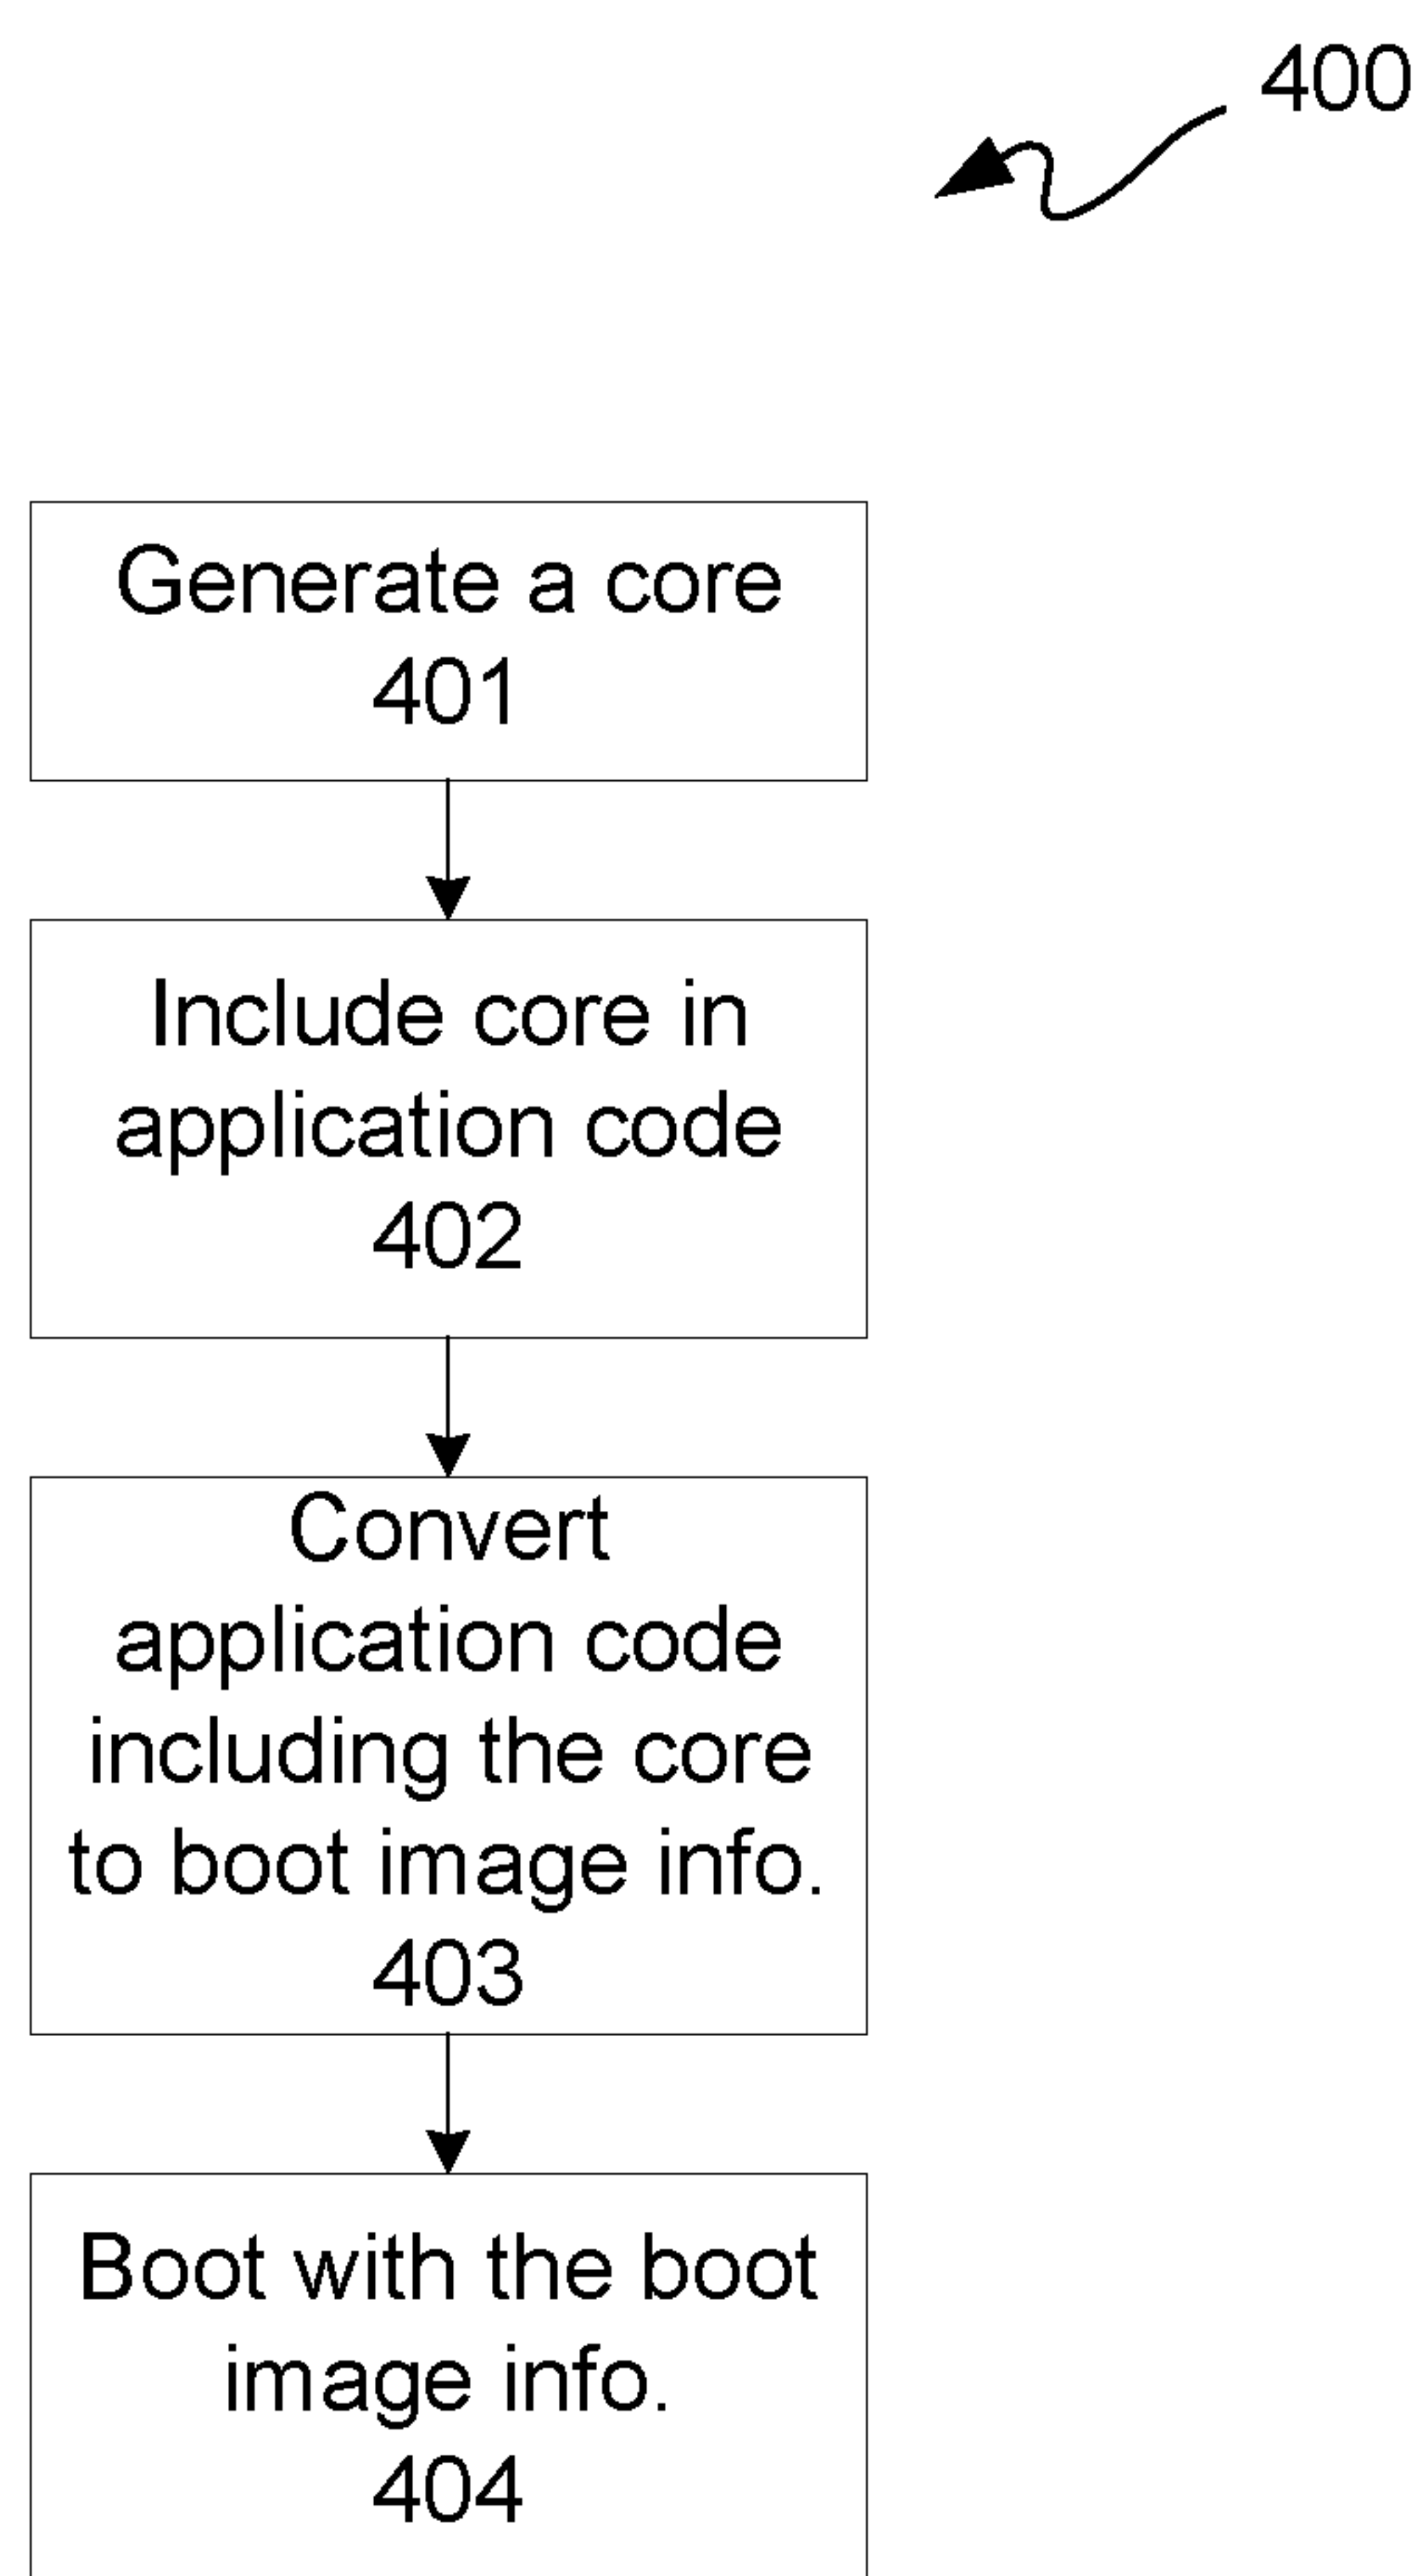 400
Generate a core
401
Include core in
application code
402
Convert
application code
including the core
to boot image info.
403
Boot with the boot
image info.
404